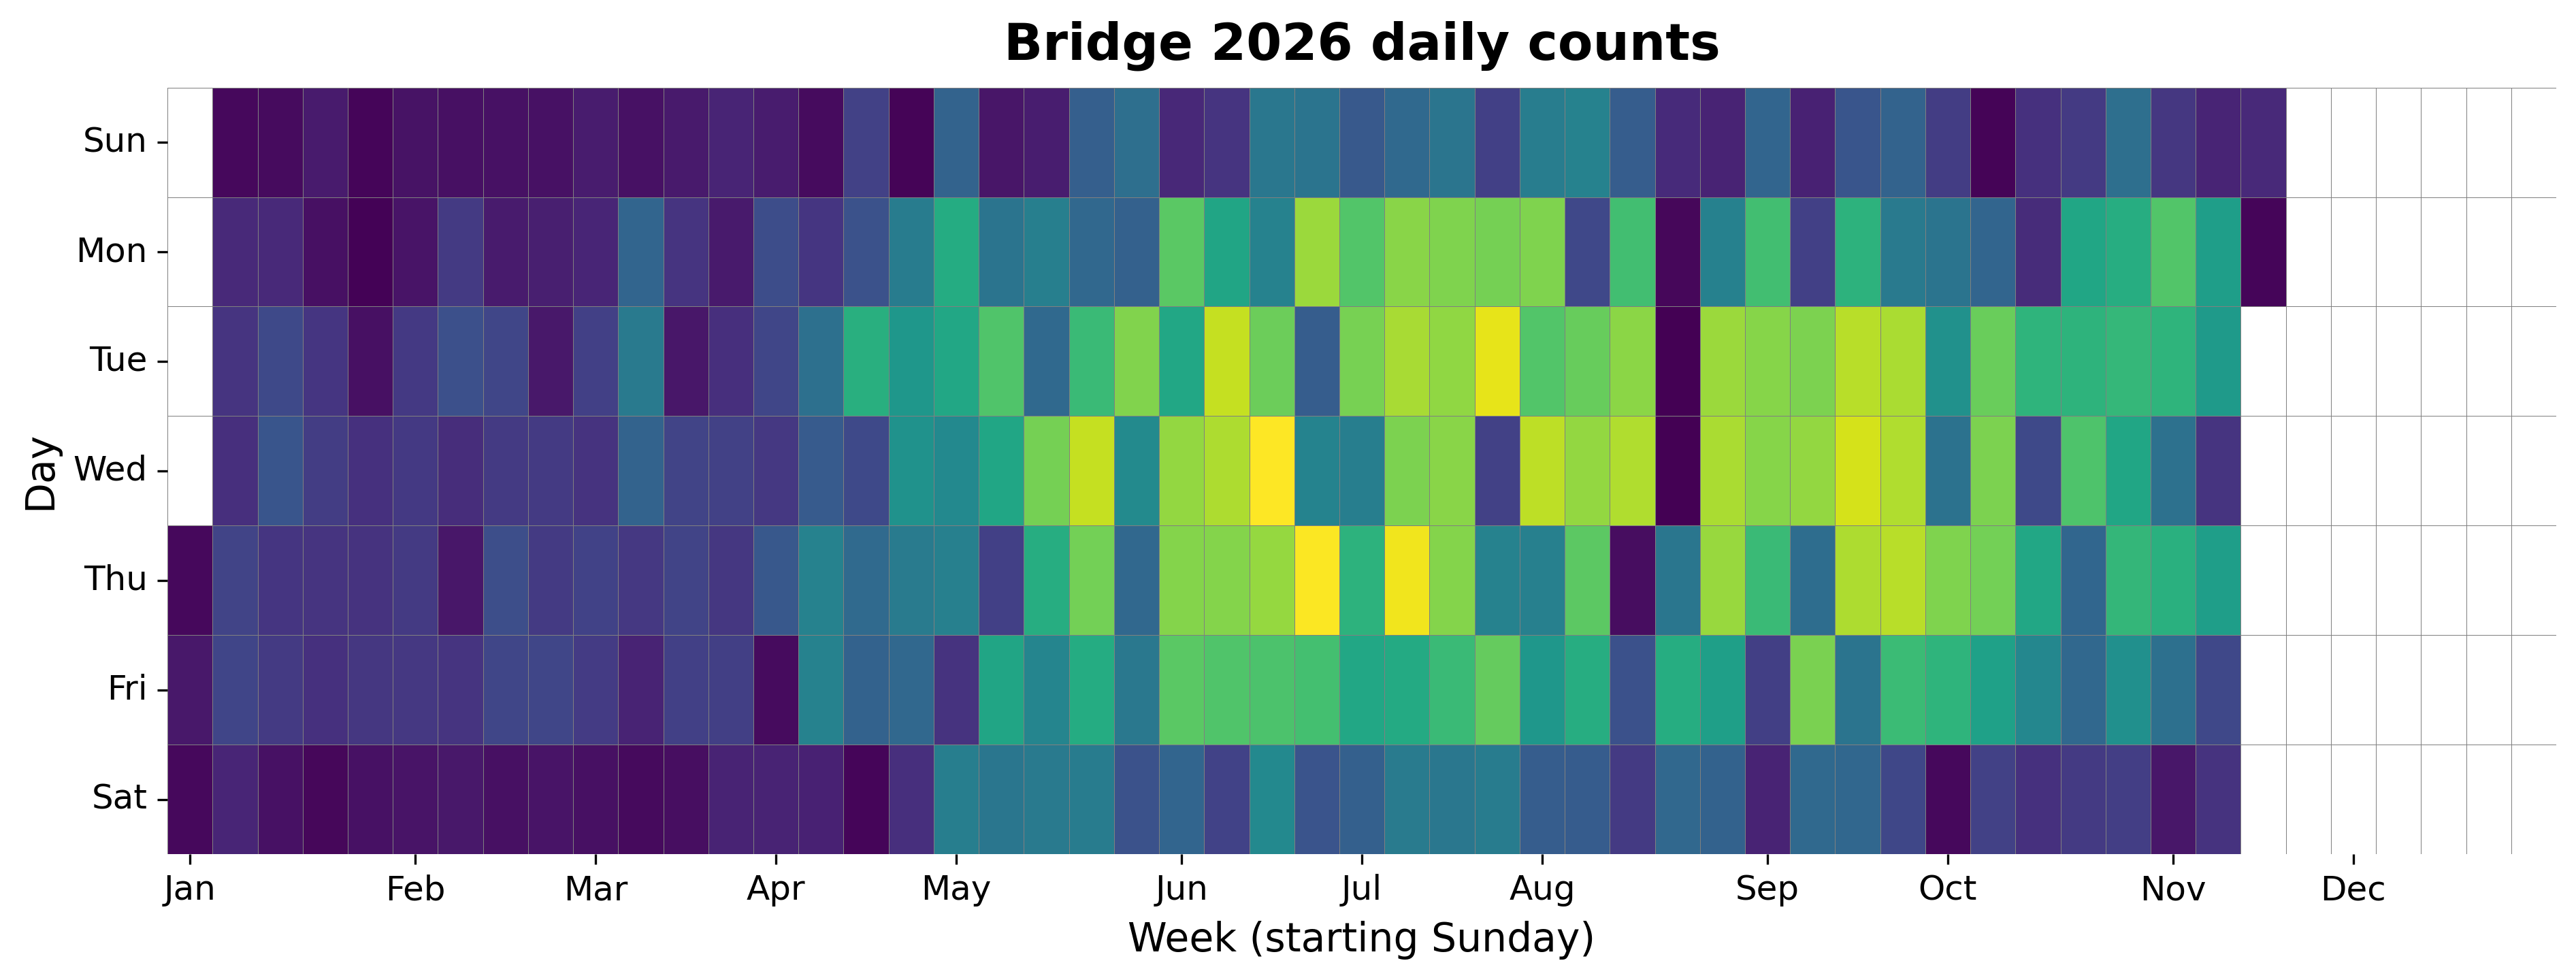 Bridge 2026 daily counts
Day
Sun
Mon
Tue
Wed
Thu
Fri
Sat
Jan Feb Mar Apr May Jun Jul Aug Sep Oct Nov Dec
Week (starting Sunday)